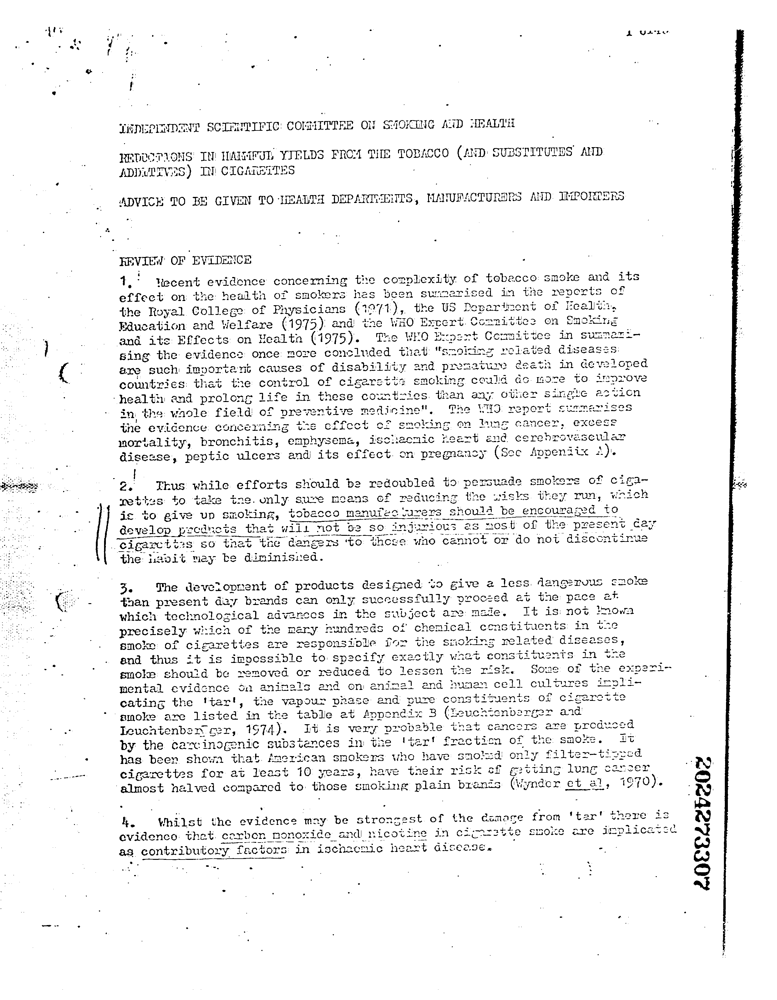 INDEPENDENT SCIENTIFIC COMMITTEE ON SMOKING AND HEALTH
REDUCTIONS IN HARMFUL YIELDS FROM THE TOBACCO (AND SUBSTITUTES AND
ADDITIVES) IN CIGARETTES
ADVICE TO BE GIVEN TO HEALTH DEPARTMENTS, MANUFACTURERS AND IMPORTERS
REVIEW OF EVIDENCE
1. Recent evidence concerning the complexity of tobacco smoke and its
effect on the health of smokers has been summarised in the reports of
the Royal College of Physicians (1971), the US Department of Health,
Education and Welfare (1975) and the WHO Expert Committee on Smoking
and its Effects on Health (1975). The WHO Expert Committee in summari-
sing the evidence once more concluded that "smoking related diseases
are such important causes of disability and premature death in developed
countries that the control of cigarette smoking could do more to improve
health and prolong life in these countries than any other single action
in the whole field of preventive medicine". The WHO report summarises
the evidence concerning the effect of smoking on lung cancer, excess
mortality, bronchitis, emphysema, ischaemic heart and cerebrovascular
disease, peptic ulcers and its effect on pregnancy (See Appendix A).
2. Thus while efforts should be redoubled to persuade smokers of ciga-
rettes to take the only sure means of reducing the risks they run, which
is to give up smoking, tobacco manufacturers should be encouraged to
develop products that will not be so injurious as most of the present day
cigarettes so that the dangers to those who cannot or do not discontinue
the habit may be diminished.
3. The development of products designed to give a less dangerous smoke
than present day brands can only successfully proceed at the pace at
which technological advances in the subject are made. It is not known
precisely which of the many hundreds of chemical constituents in the
smoke of cigarettes are responsible for the smoking related diseases,
and thus it is impossible to specify exactly what constituents in the
smoke should be removed or reduced to lessen the risk. Some of the experi-
mental evidence on animals and on animal and human cell cultures impli-
cating the 'tar', the vapour phase and pure constituents of cigarette
smoke are listed in the table at Appendix B (Leuchtenberger and
Leuchtenberger, 1974). It is very probable that cancers are produced
by the carcinogenic substances in the 'tar' fraction of the smoke. It
has been shown that American smokers who have smoked only filter-tipped
cigarettes for at least 10 years, have their risk of getting lung cancer
almost halved compared to those smoking plain brands (Wynder et al, 1970).
4. Whilst the evidence may be strongest of the damage from 'tar' there is
evidence that carbon monoxide and nicotine in cigarette smoke are implicated
as contributory factors in ischaemic heart disease.
2024273307